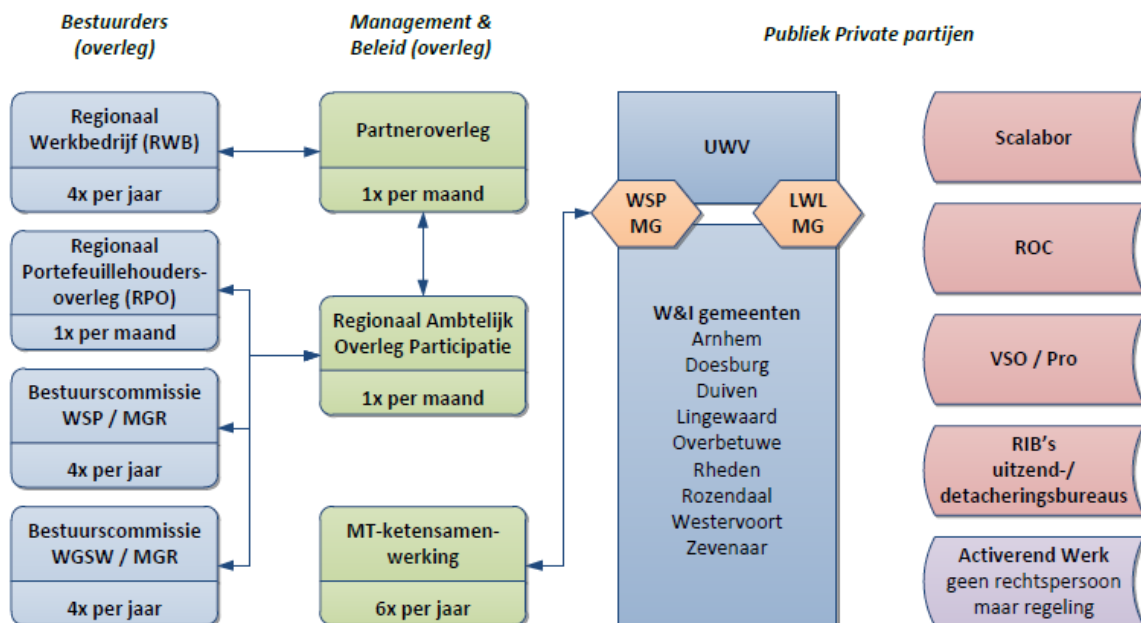 Bestuurders
(overleg)
Management &
Beleid (overleg)
Publiek Private partijen
Regionaal
Werkbedrijf (RWB)
4x per jaar
Regionaal
Portefeuillehouders-
overleg (RPO)
1x per maand
Bestuurscommissie
WSP / MGR
4x per jaar
Bestuurscommissie
WGSW / MGR
4x per jaar
Partneroverleg
1x per maand
Regionaal Ambtelijk
Overleg Participatie
1x per maand
MT-ketensamen-
werking
6x per jaar
UWV
WSP
MG
LWL
MG
W&I gemeenten
Arnhem
Doesburg
Duiven
Lingewaard
Overbetuwe
Rheden
Rozendaal
Westervoort
Zevenaar
Scalabor
ROC
VSO / Pro
RIB's
uitzend-/
detacheringsbureaus
Activerend Werk
geen rechtspersoon
maar regeling